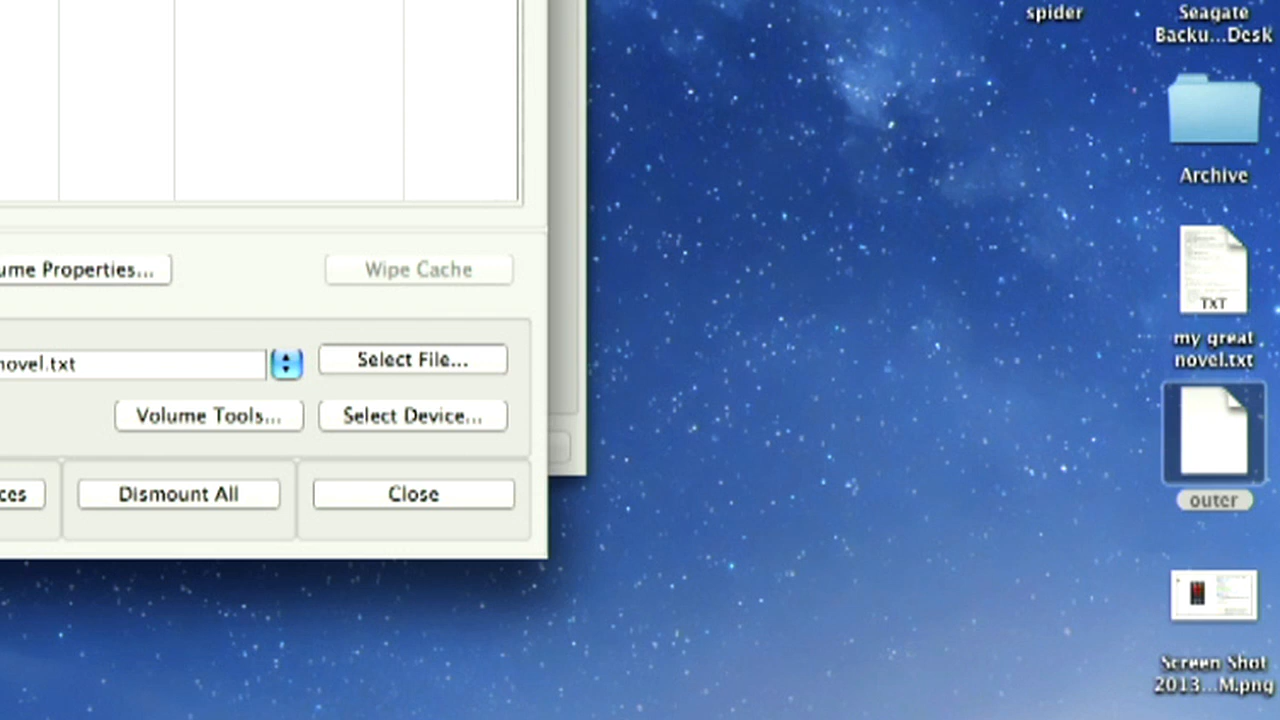 spider
Seagate
Backu...Desk
Archive
ume Properties...
Wipe Cache
TXT
my great
novel.txt
novel.txt
Select File...
Volume Tools...
Select Device...
ces
Dismount All
Close
outer
Screen Shot
2013...M.png